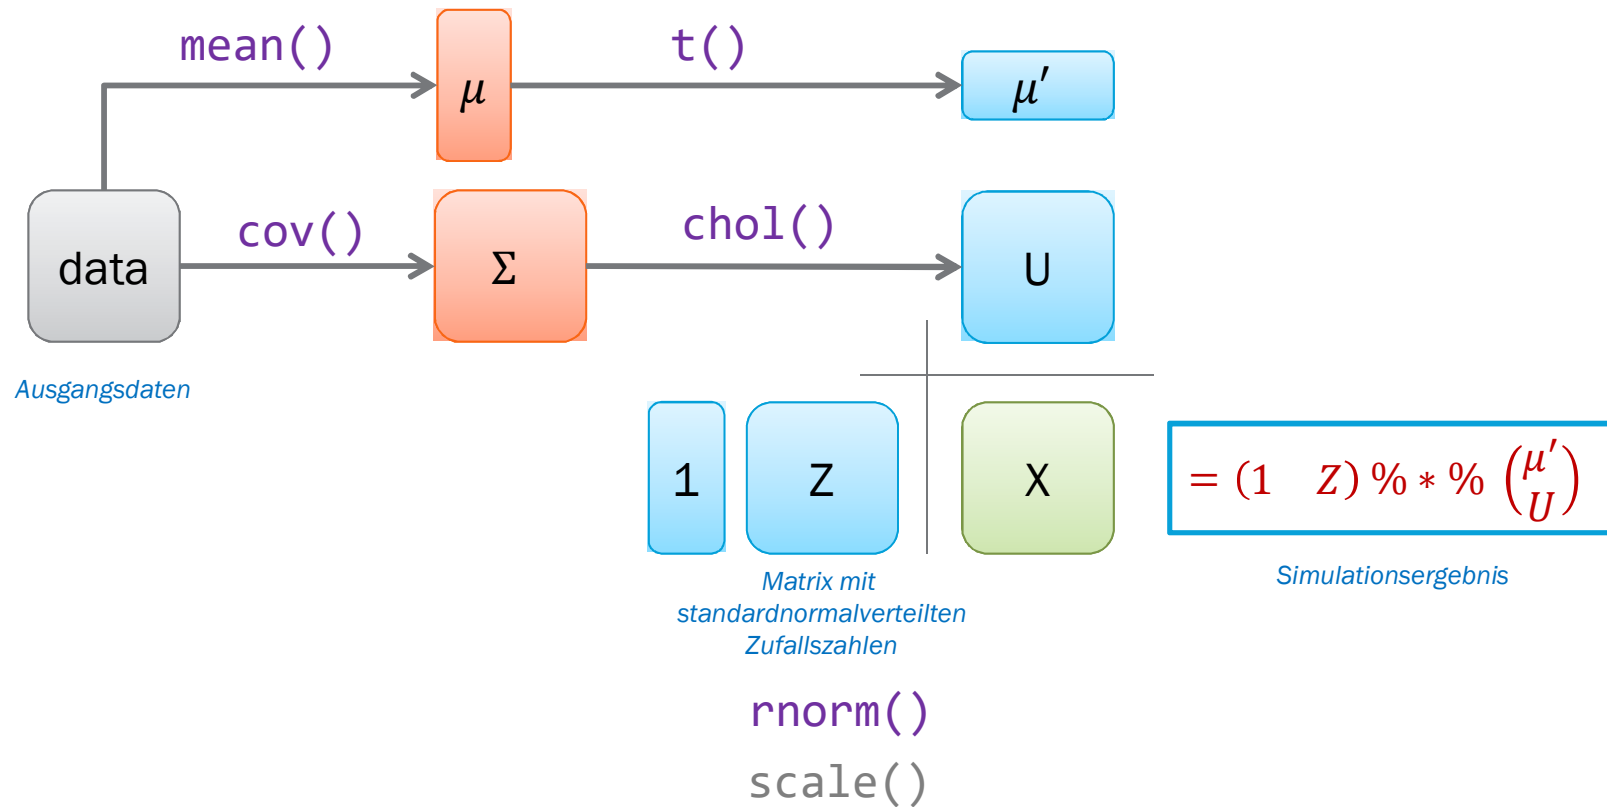 mean()
t()
μ
μ′
data
cov()
Σ
chol()
U
Ausgangsdaten
1
Z
X
= (1 Z) % * % (μ′
U)
Matrix mit
standardnormalverteilten
Zufallszahlen
Simulationsergebnis
rnorm()
scale()